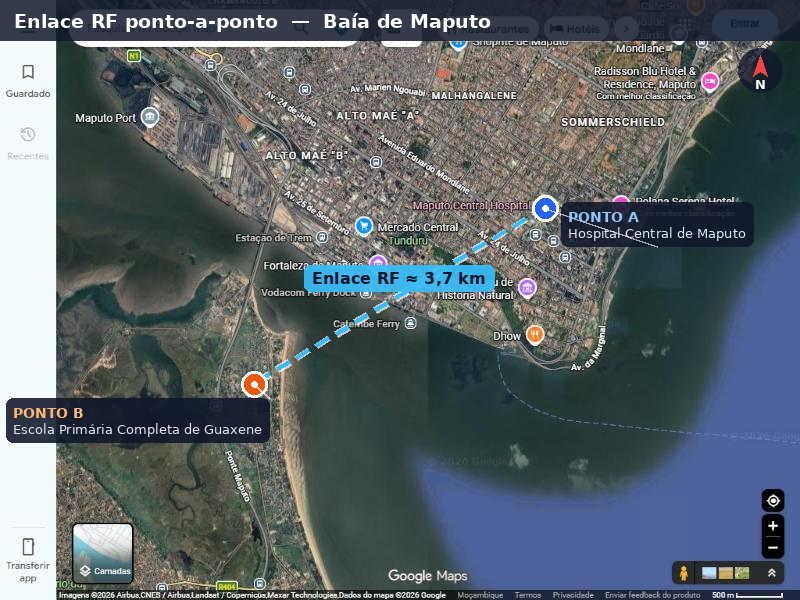 Enlace RF ponto-a-ponto — Baía de Maputo
Restaurantes
Hotéis
Entrar
Shoprite de Maputo
Mondlane
N1
Guardado
Radisson Blu Hotel &
Residence, Maputo
Com melhor classificação
N
Av. Marien Ngouabi
MALHANGALENE
Av. 24 de Julho
Maputo Port
ALTO MAÉ "A"
SOMMERSCHIELD
Recentes
ALTO MAÉ "B"
Avenida Eduardo Mondlane
Av. 25 de Setembro
Maputo Central Hospital
Polana Serena Hotel
PONTO A
Hospital Central de Maputo
Mercado Central
Tunduru
Estação de Trem
Av. 24 de Julho
Fortaleza de Maputo
Enlace RF ≈ 3,7 km
Vodacom Ferry Dock
u de
História Natural
Catembe Ferry
Dhow
Av. da Marginal
PONTO B
Escola Primária Completa de Guaxene
Ponte Maputo
Transferir
app
Camadas
R404
Google Maps
Imagens ©2026 Airbus,CNES / Airbus,Landsat / Copernicus,Maxar Technologies,Dados do mapa ©2026 Google Moçambique Termos Privacidade Enviar feedback do produto 500 m